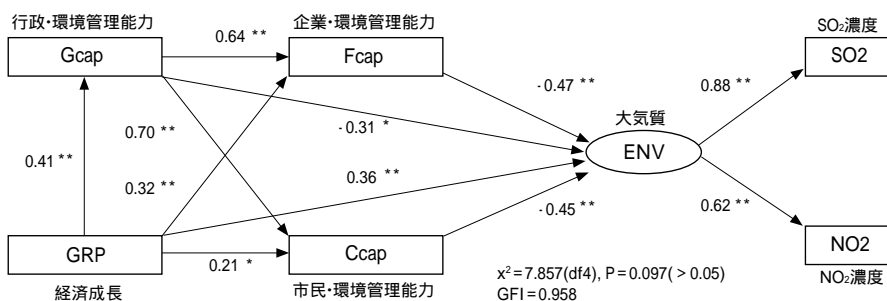 行政・環境管理能力
Gcap
0.64 **
企業・環境管理能力
Fcap
SO₂濃度
SO2
-0.47 **
0.88 **
大気質
ENV
0.70 **
-0.31 *
0.41 **
0.32 **
0.36 **
-0.45 **
0.62 **
GRP
経済成長
0.21 *
Ccap
市民・環境管理能力
x²=7.857(df4), P=0.097(>0.05)
GFI=0.958
NO2
NO₂濃度